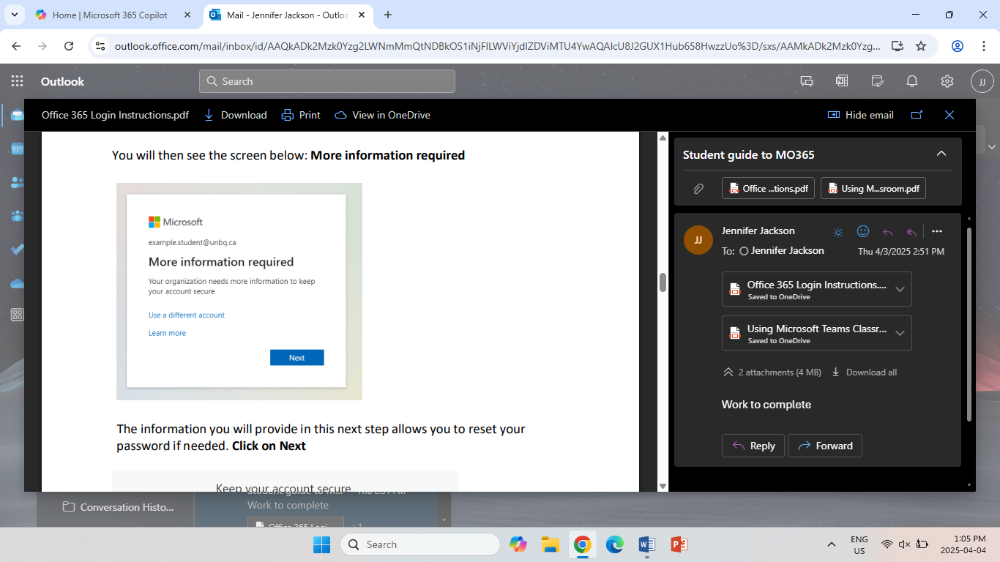 Home | Microsoft 365 Copilot
Mail - Jennifer Jackson - Outloo
outlook.office.com/mail/inbox/id/AAQkADk2Mzk0Yzg2LWNmMmQtNDBkOS1iNjFlLWViYjdlZDViMTU4YwAQAIcU8J2GUX1Hub658HwzzUo%3D/sxs/AAMkADk2Mzk0Yzg...
Outlook
Search
JJ
Office 365 Login Instructions.pdf
Download
Print
View in OneDrive
Hide email
You will then see the screen below: More information required
Microsoft
example.student@unbq.ca
More information required
Your organization needs more information to keep
your account secure
Use a different account
Learn more
Next
The information you will provide in this next step allows you to reset your
password if needed. Click on Next
Keep your account secure
Student guide to MO365
Office ...tions.pdf
Using M...sroom.pdf
JJ
Jennifer Jackson
To: Jennifer Jackson
Thu 4/3/2025 2:51 PM
Office 365 Login Instructions....
Saved to OneDrive
Using Microsoft Teams Classr...
Saved to OneDrive
2 attachments (4 MB)
Download all
Work to complete
Reply
Forward
Conversation Histo...
Student guide to M...
Thu 2:51 PM
Work to complete
Office 365 Logi...
+1
Search
ENG
US
1:05 PM
2025-04-04